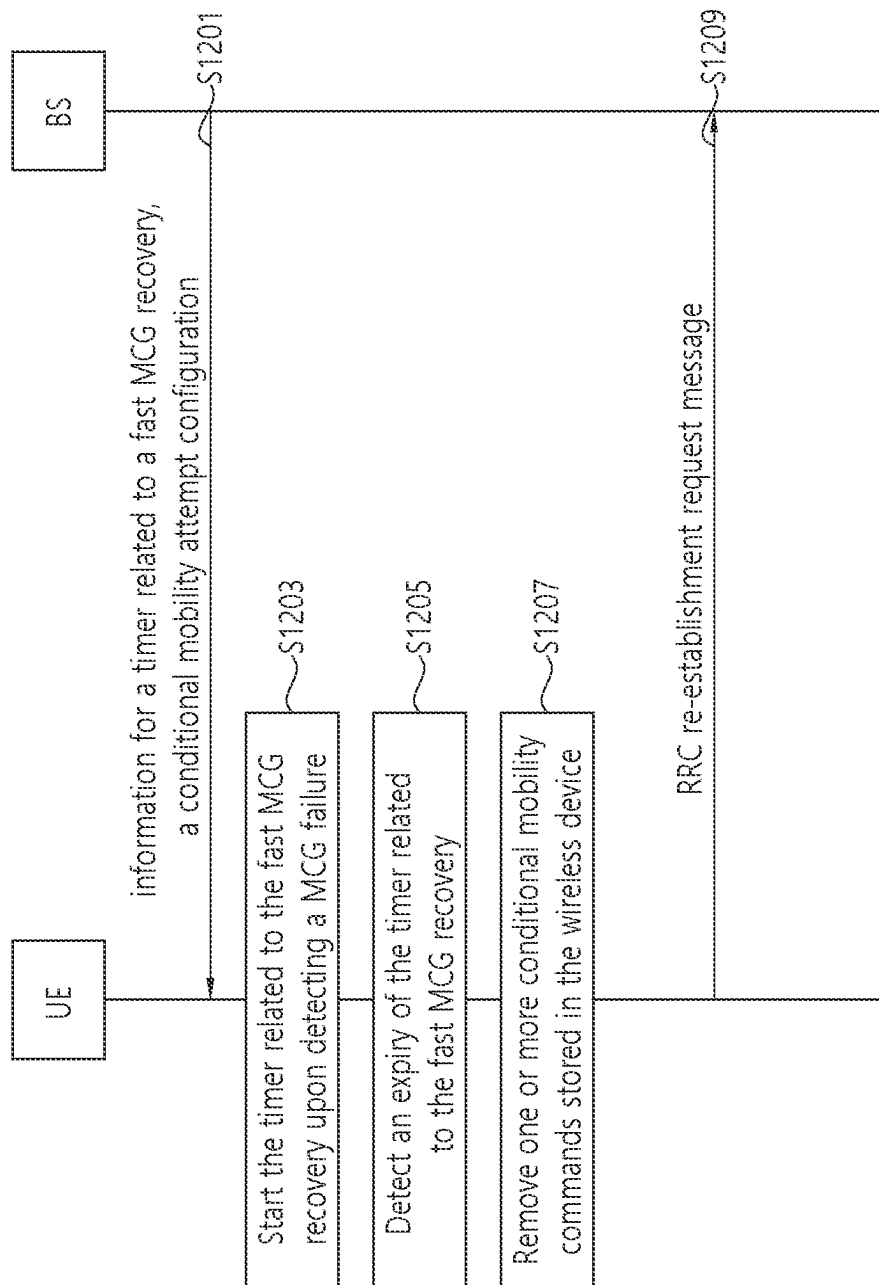 UE
BS
information for a timer related to a fast MCG recovery,
a conditional mobility attempt configuration
S1201
Start the timer related to the fast MCG
recovery upon detecting a MCG failure
S1203
Detect an expiry of the timer related
to the fast MCG recovery
S1205
Remove one or more conditional mobility
commands stored in the wireless device
S1207
RRC re-establishment request message
S1209